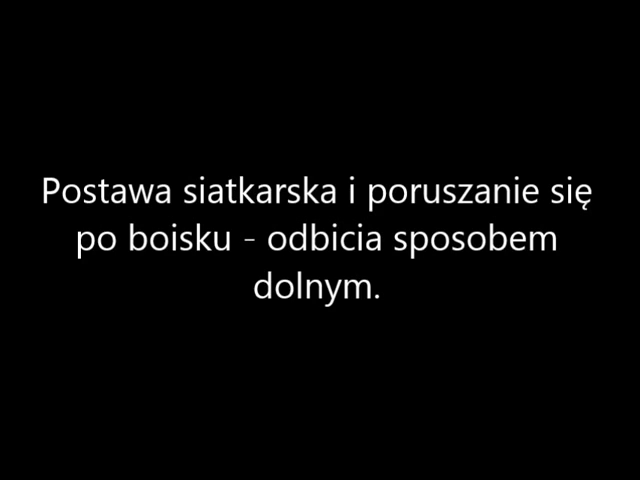 Postawa siatkarska i poruszanie się
po boisku - odbicia sposobem
dolnym.